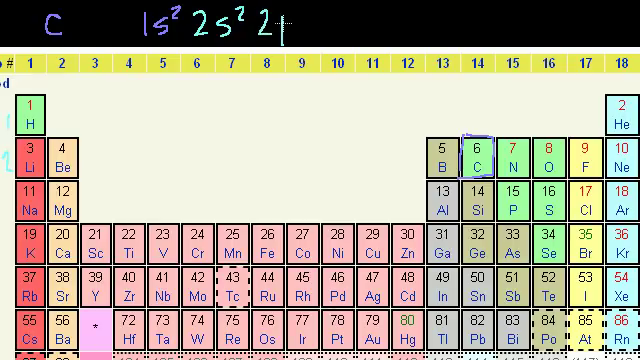 C 1s² 2s² 2p
#
1 2 3 4 5 6 7 8 9 10 11 12 13 14 15 16 17 18
d
1 2
H He
2 3 4 5 6 7 8 9 10
Li Be B C N O F Ne
11 12 13 14 15 16 17 18
Na Mg Al Si P S Cl Ar
19 20 21 22 23 24 25 26 27 28 29 30 31 32 33 34 35 36
K Ca Sc Ti V Cr Mn Fe Co Ni Cu Zn Ga Ge As Se Br Kr
37 38 39 40 41 42 43 44 45 46 47 48 49 50 51 52 53 54
Rb Sr Y Zr Nb Mo Tc Ru Rh Pd Ag Cd In Sn Sb Te I Xe
55 56 * 72 73 74 75 76 77 78 79 80 81 82 83 84 85 86
Cs Ba Hf Ta W Re Os Ir Pt Au Hg Tl Pb Bi Po At Rn